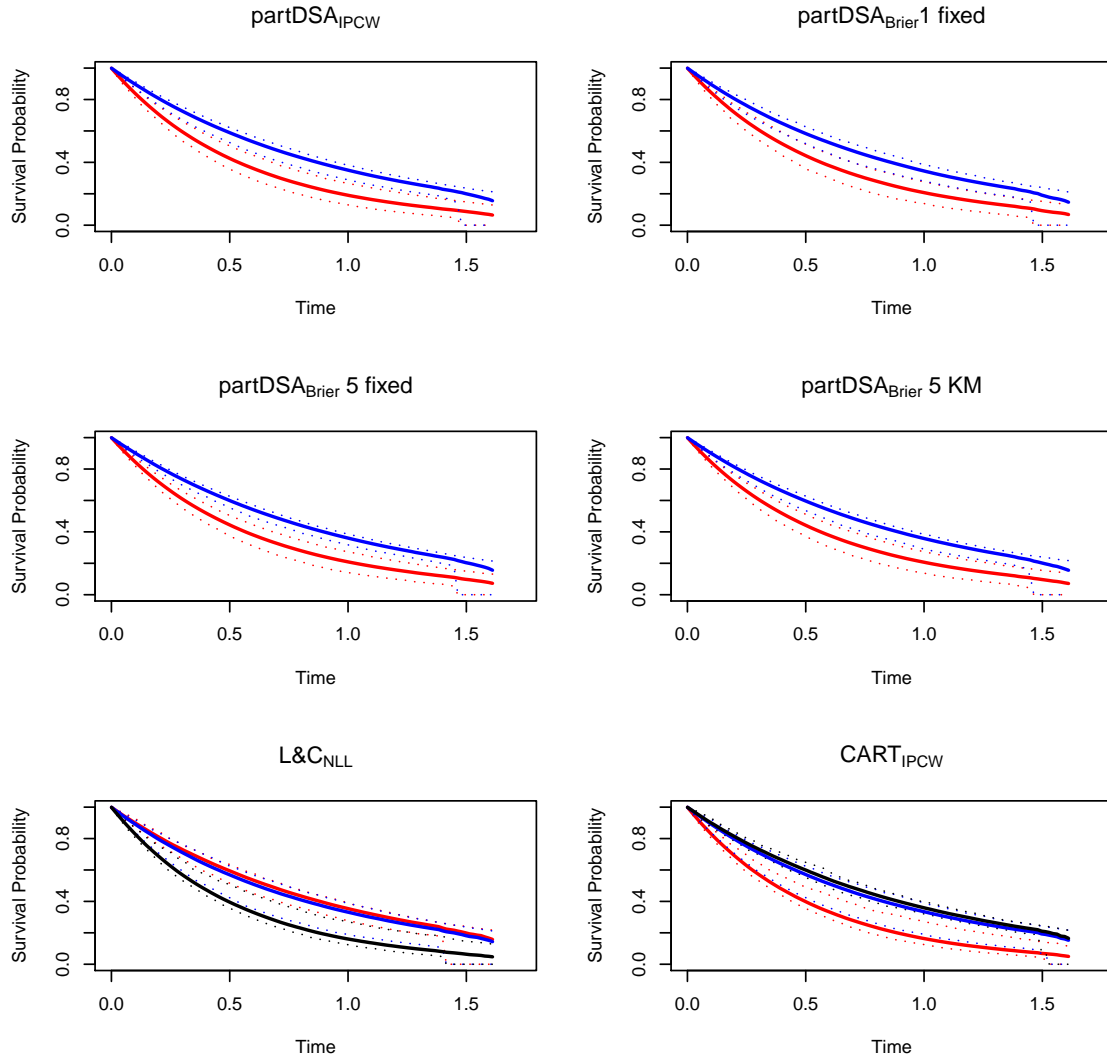 partDSA_IPCW
Survival Probability
0.0 0.4 0.8
0.0 0.5 1.0 1.5
Time
partDSA_Brier1 fixed
Survival Probability
0.0 0.4 0.8
0.0 0.5 1.0 1.5
Time
partDSA_Brier 5 fixed
Survival Probability
0.0 0.4 0.8
0.0 0.5 1.0 1.5
Time
partDSA_Brier 5 KM
Survival Probability
0.0 0.4 0.8
0.0 0.5 1.0 1.5
Time
L&C_NLL
Survival Probability
0.0 0.4 0.8
0.0 0.5 1.0 1.5
Time
CART_IPCW
Survival Probability
0.0 0.4 0.8
0.0 0.5 1.0 1.5
Time